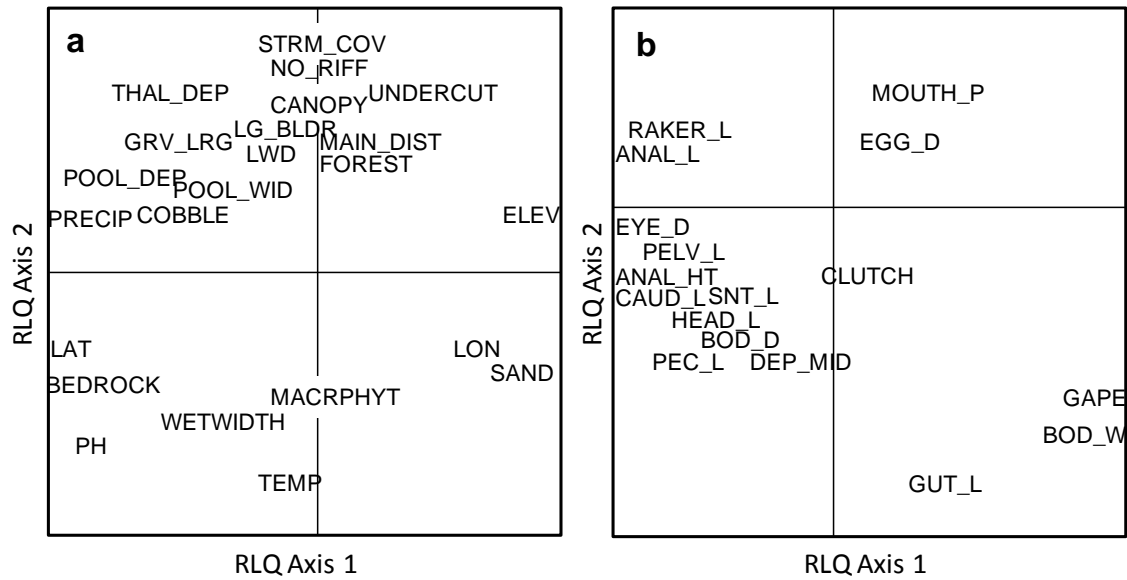 a
STRM_COV
NO_RIFF
THAL_DEP
UNDERCUT
CANOPY
LG_BLDR
GRV_LRG
MAIN_DIST
LWD
FOREST
POOL_DEP
POOL_WID
PRECIP
COBBLE
ELEV
LAT
LON
SAND
BEDROCK
MACRPHYT
WETWIDTH
PH
TEMP
RLQ Axis 2
RLQ Axis 1
b
MOUTH_P
RAKER_L
EGG_D
ANAL_L
EYE_D
PELV_L
ANAL_HT
CLUTCH
CAUD_L
SNT_L
HEAD_L
BOD_D
PEC_L
DEP_MID
GAPE
BOD_W
GUT_L
RLQ Axis 2
RLQ Axis 1